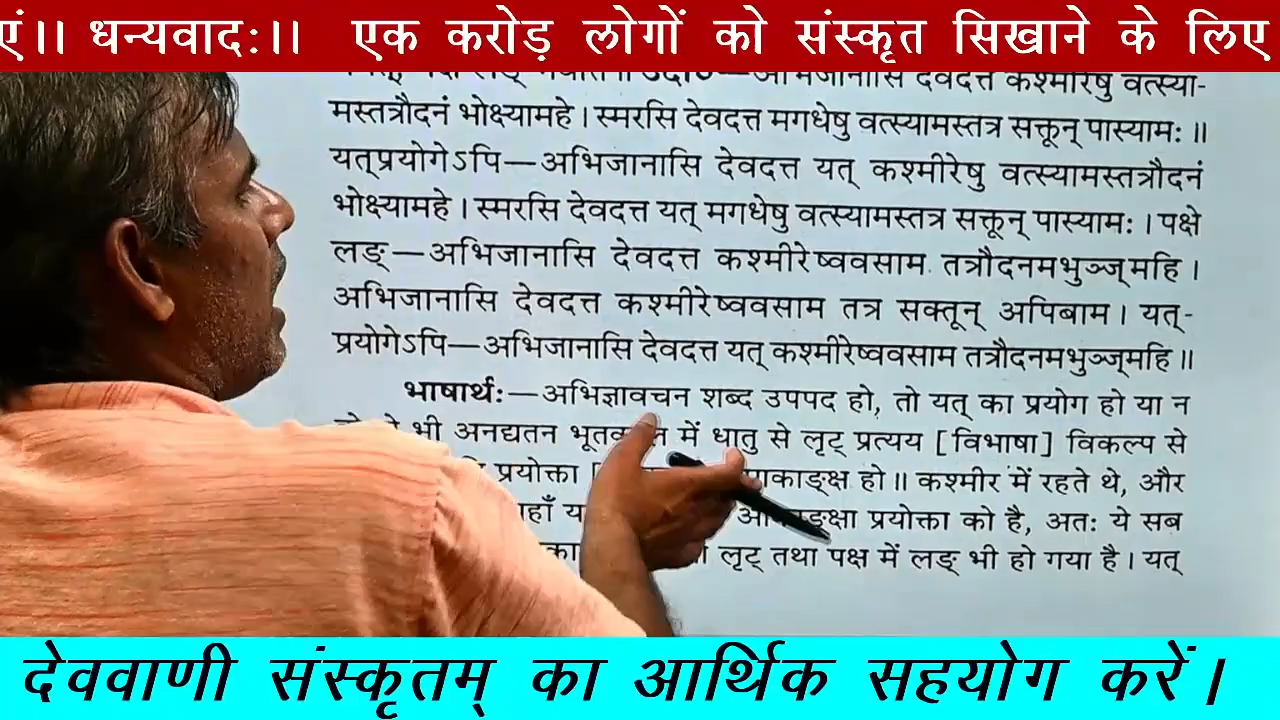 एं।। धन्यवादः।। एक करोड़ लोगों को संस्कृत सिखाने के लिए
देवदत्त कश्मीरेषु वत्स्या-
मस्तत्रौदनं भोक्ष्यामहे। स्मरसि देवदत्त मगधेषु वत्स्यामस्तत्र सक्तून् पास्यामः॥
यत्प्रयोगेऽपि—अभिजानासि देवदत्त यत् कश्मीरेषु वत्स्यामस्तत्रौदनं
भोक्ष्यामहे। स्मरसि देवदत्त यत् मगधेषु वत्स्यामस्तत्र सक्तून् पास्यामः। पक्षे
लङ्—अभिजानासि देवदत्त कश्मीरेष्ववसाम तत्रौदनमभुञ्ज्महि।
अभिजानासि देवदत्त कश्मीरेष्ववसाम तत्र सक्तून् अपिबाम। यत्-
प्रयोगेऽपि—अभिजानासि देवदत्त यत् कश्मीरेष्ववसाम तत्रौदनमभुञ्ज्महि॥
भाषार्थः—अभिज्ञावचन शब्द उपपद हो, तो यत् का प्रयोग हो या न
भी अनद्यतन में धातु से लृट् प्रत्यय [विभाषा] विकल्प से
प्रयोक्ता हो॥ कश्मीर में रहते थे, और
प्रयोक्ता को है, अतः ये सब
लृट् तथा पक्ष में लङ् भी हो गया है। यत्
देववाणी संस्कृतम् का आर्थिक सहयोग करें।